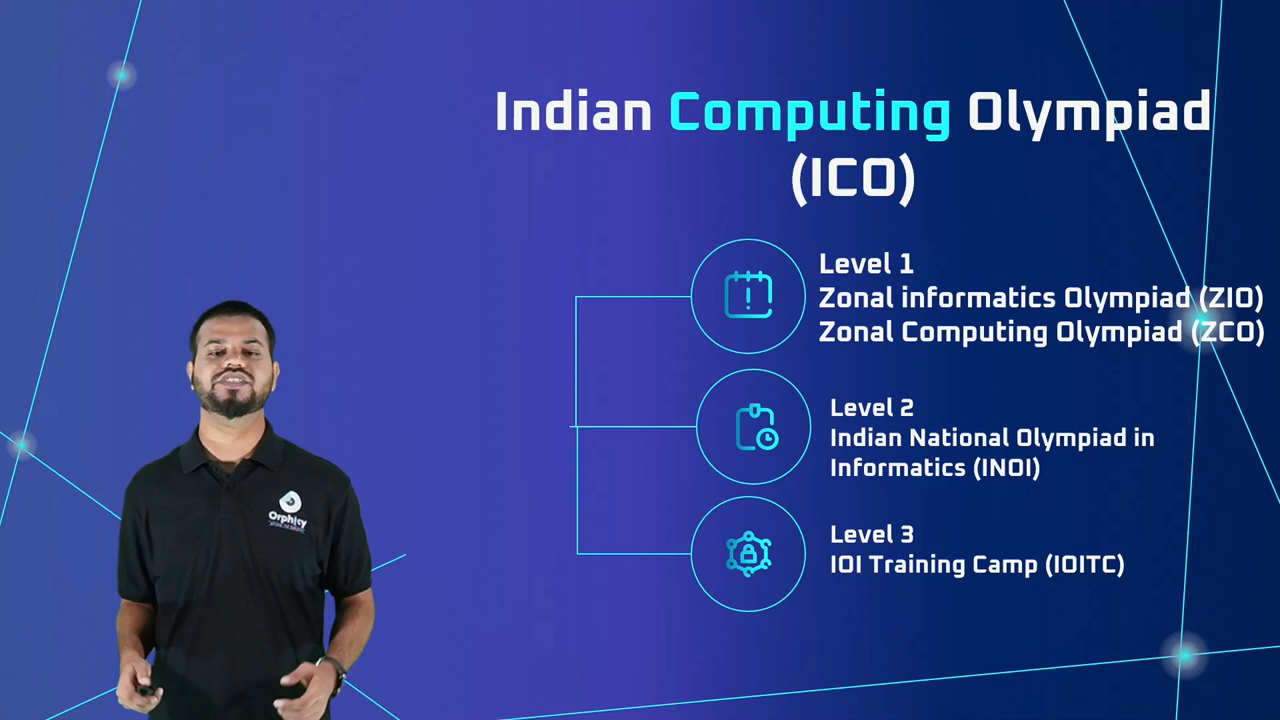 Indian Computing Olympiad
(ICO)
Level 1
Zonal informatics Olympiad (ZIO)
Zonal Computing Olympiad (ZCO)
Level 2
Indian National Olympiad in
Informatics (INOI)
Level 3
IOI Training Camp (IOITC)
Orphicy